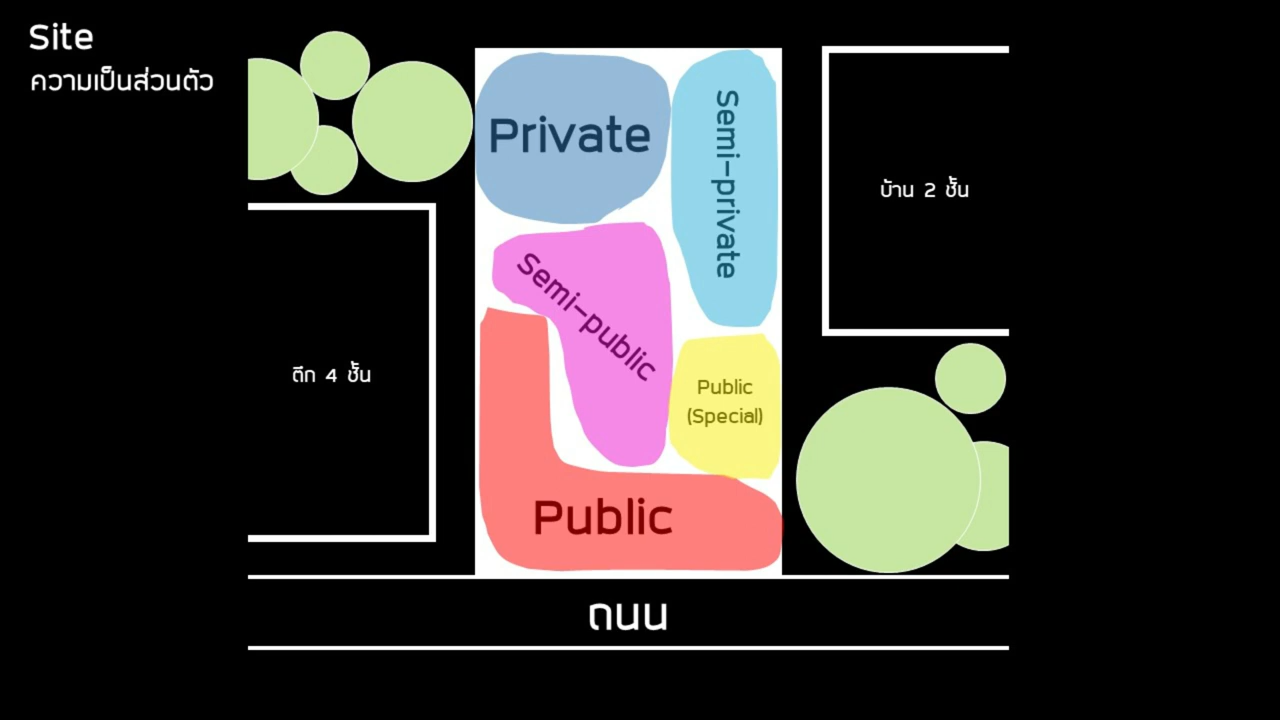 Site
ความเป็นส่วนตัว
Private
Semi-private
บ้าน 2 ชั้น
Semi-public
ตึก 4 ชั้น
Public
(Special)
Public
ถนน